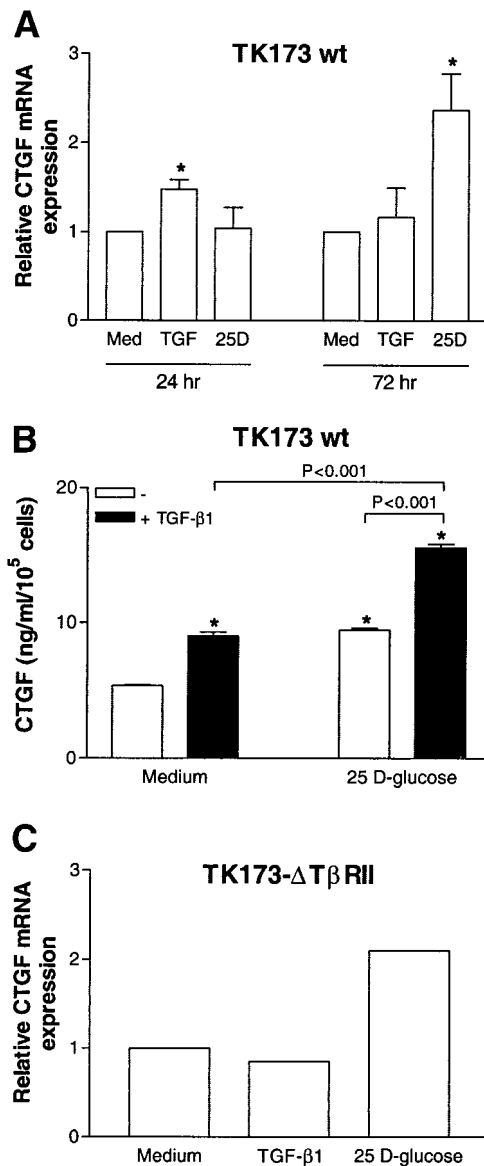 A
TK173 wt
Relative CTGF mRNA
expression
3
2
1
0
*
*
Med TGF 25D Med TGF 25D
24 hr 72 hr
B
TK173 wt
P<0.001
P<0.001
-
+ TGF-β1
CTGF (ng/ml/10⁵ cells)
20
10
0
*
*
*
Medium 25 D-glucose
C
TK173-ΔTβRII
Relative CTGF mRNA
expression
3
2
1
0
Medium TGF-β1 25 D-glucose